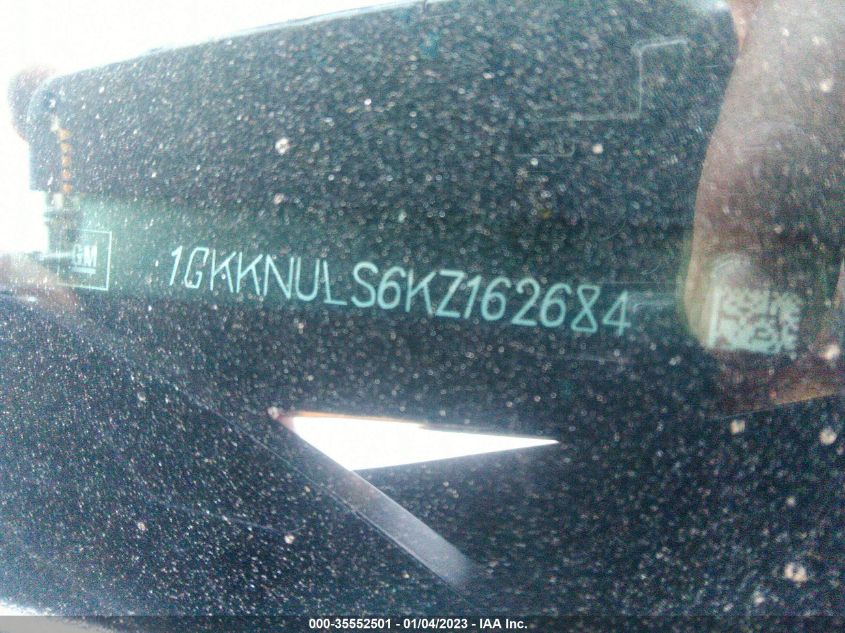 GM
1GKKNULS6KZ162684
000-35552501 - 01/04/2023 - IAA Inc.